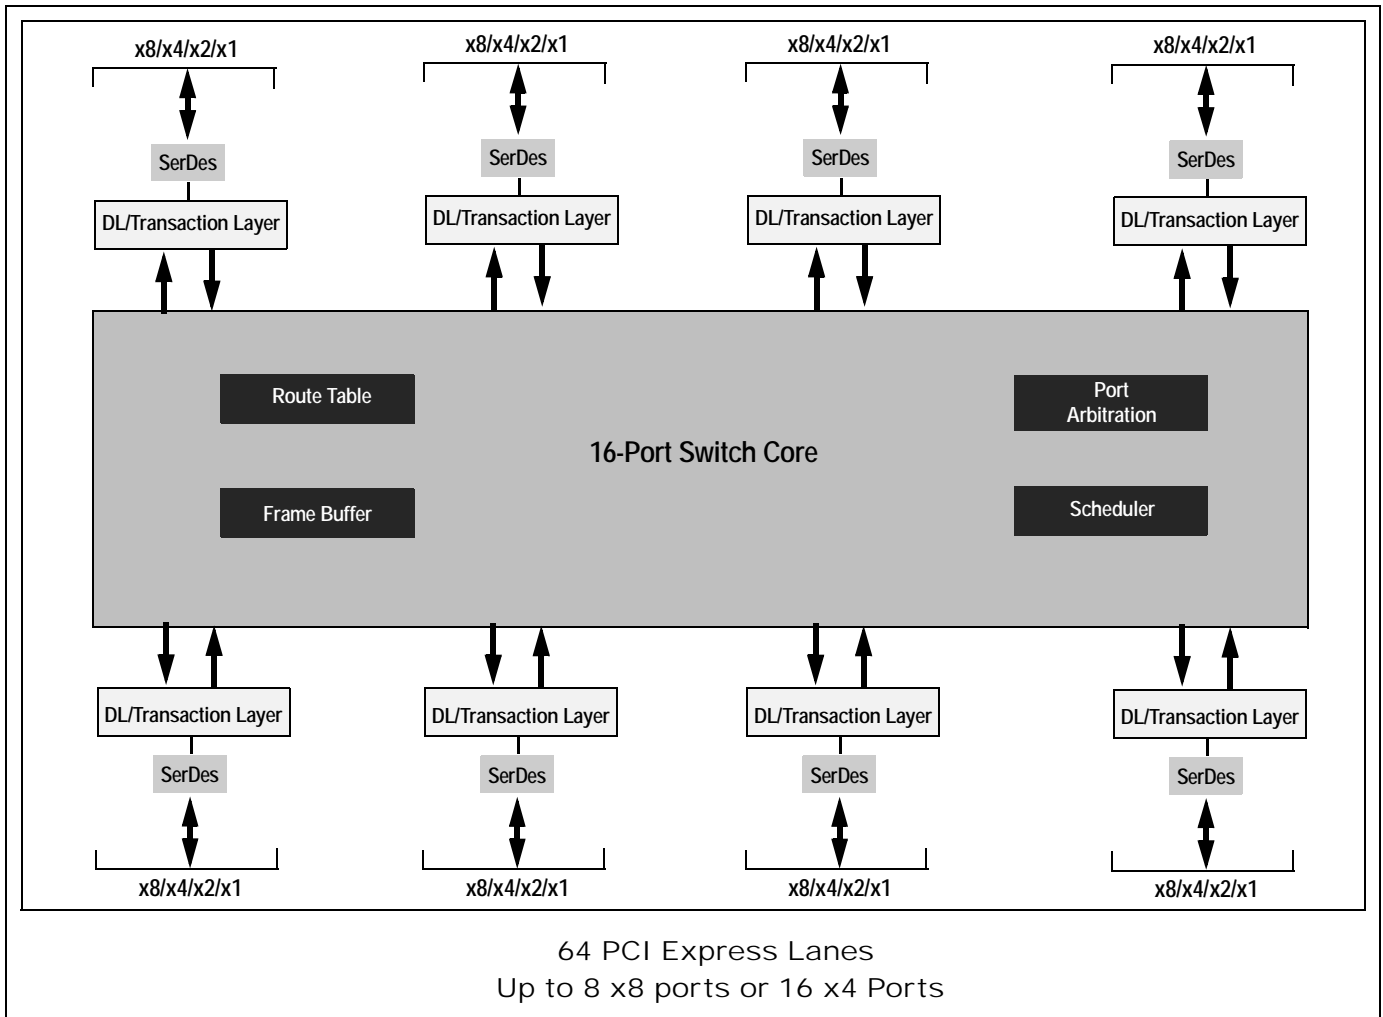 x8/x4/x2/x1
x8/x4/x2/x1
x8/x4/x2/x1
x8/x4/x2/x1
SerDes
SerDes
SerDes
SerDes
DL/Transaction Layer
DL/Transaction Layer
DL/Transaction Layer
DL/Transaction Layer
Route Table
Port
Arbitration
16-Port Switch Core
Frame Buffer
Scheduler
DL/Transaction Layer
DL/Transaction Layer
DL/Transaction Layer
DL/Transaction Layer
SerDes
SerDes
SerDes
SerDes
x8/x4/x2/x1
x8/x4/x2/x1
x8/x4/x2/x1
x8/x4/x2/x1
64 PCI Express Lanes
Up to 8 x8 ports or 16 x4 Ports